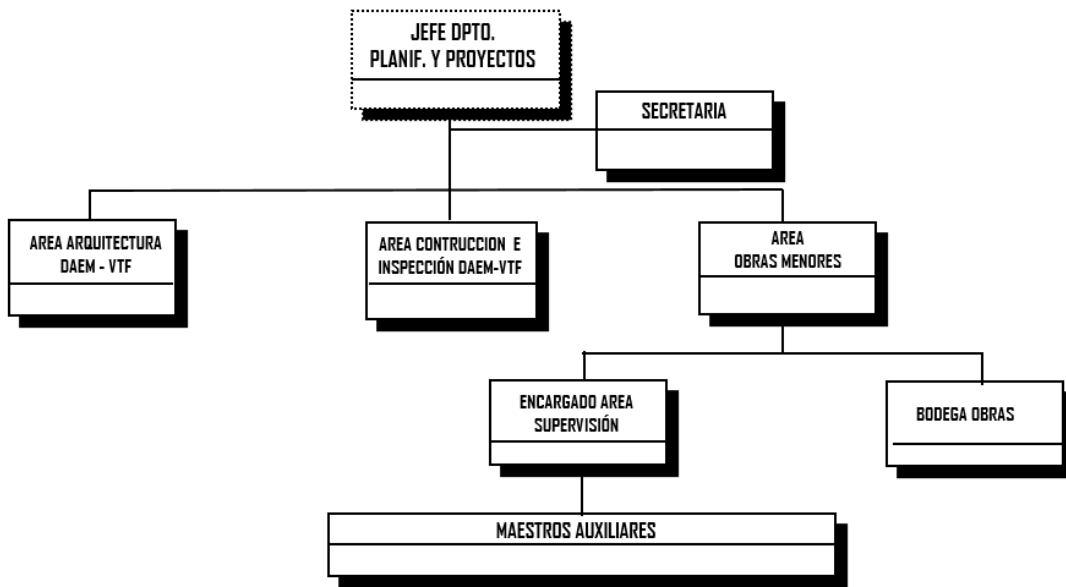 JEFE DPTO.
PLANIF. Y PROYECTOS
SECRETARIA
AREA ARQUITECTURA
DAEM - VTF
AREA CONTRUCCION E
INSPECCIÓN DAEM-VTF
AREA
OBRAS MENORES
ENCARGADO AREA
SUPERVISIÓN
BODEGA OBRAS
MAESTROS AUXILIARES